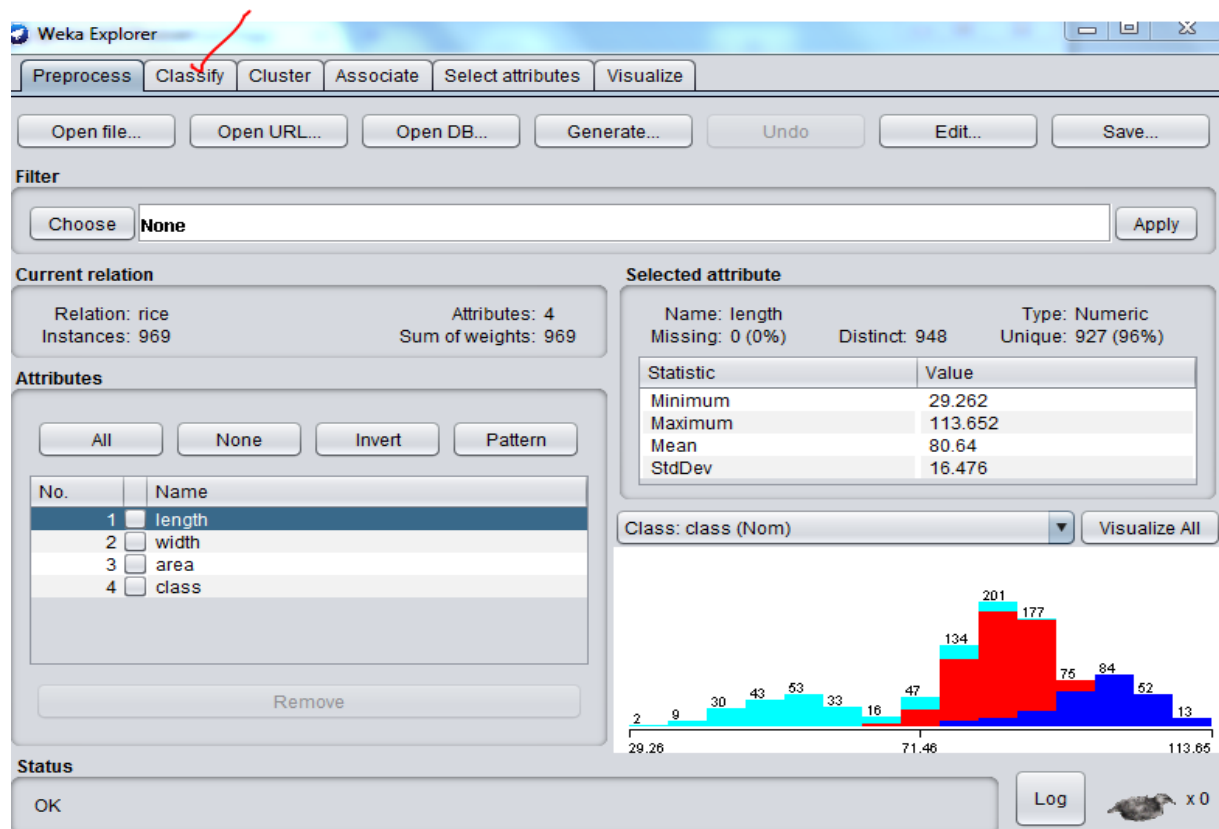 Weka Explorer
Preprocess Classify Cluster Associate Select attributes Visualize
Open file... Open URL... Open DB... Generate... Undo Edit... Save...
Filter
Choose None Apply
Current relation
Relation: rice Attributes: 4
Instances: 969 Sum of weights: 969
Selected attribute
Name: length Type: Numeric
Missing: 0 (0%) Distinct: 948 Unique: 927 (96%)
Statistic Value
Minimum 29.262
Maximum 113.652
Mean 80.64
StdDev 16.476
Attributes
All None Invert Pattern
No. Name
1 length
2 width
3 area
4 class
Remove
Class: class (Nom) Visualize All
2 9 30 43 53 33 16 47 134 201 177 75 84 52 13
29.26 71.46 113.65
Status
OK
Log x 0